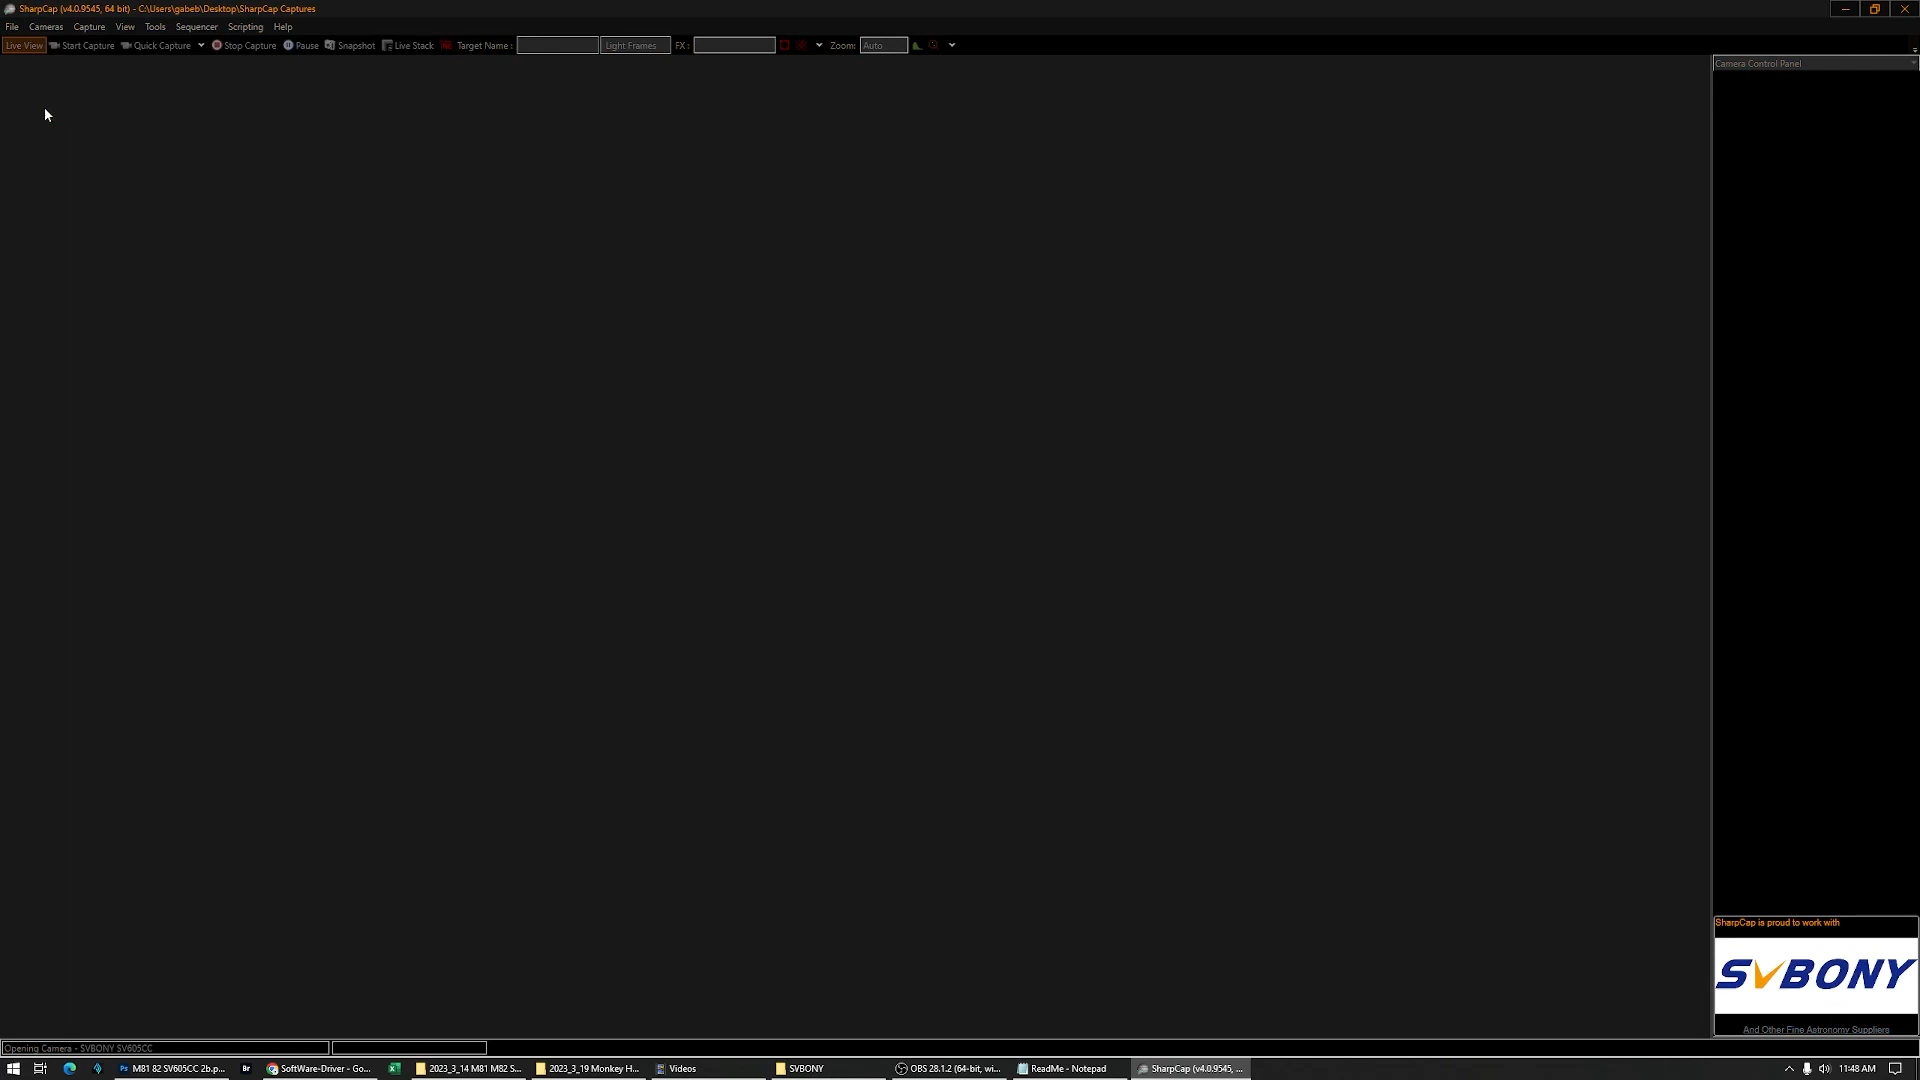 SharpCap (v4.0.9545, 64 bit) - C:\Users\gabeb\Desktop\SharpCap Captures
File Cameras Capture View Tools Sequencer Scripting Help
Live View Start Capture Quick Capture Stop Capture Pause Snapshot Live Stack Target Name : Light Frames FX : Zoom: Auto
Camera Control Panel
SharpCap is proud to work with
SVBONY
And Other Fine Astronomy Suppliers
Opening Camera - SVBONY SV605CC
Ps M81 82 SV605CC 2b.p... Br SoftWare-Driver - Go... 2023_3_14 M81 M82 S... 2023_3_19 Monkey H... Videos SVBONY OBS 28.1.2 (64-bit, wi... ReadMe - Notepad SharpCap (v4.0.9545, ... 11:48 AM